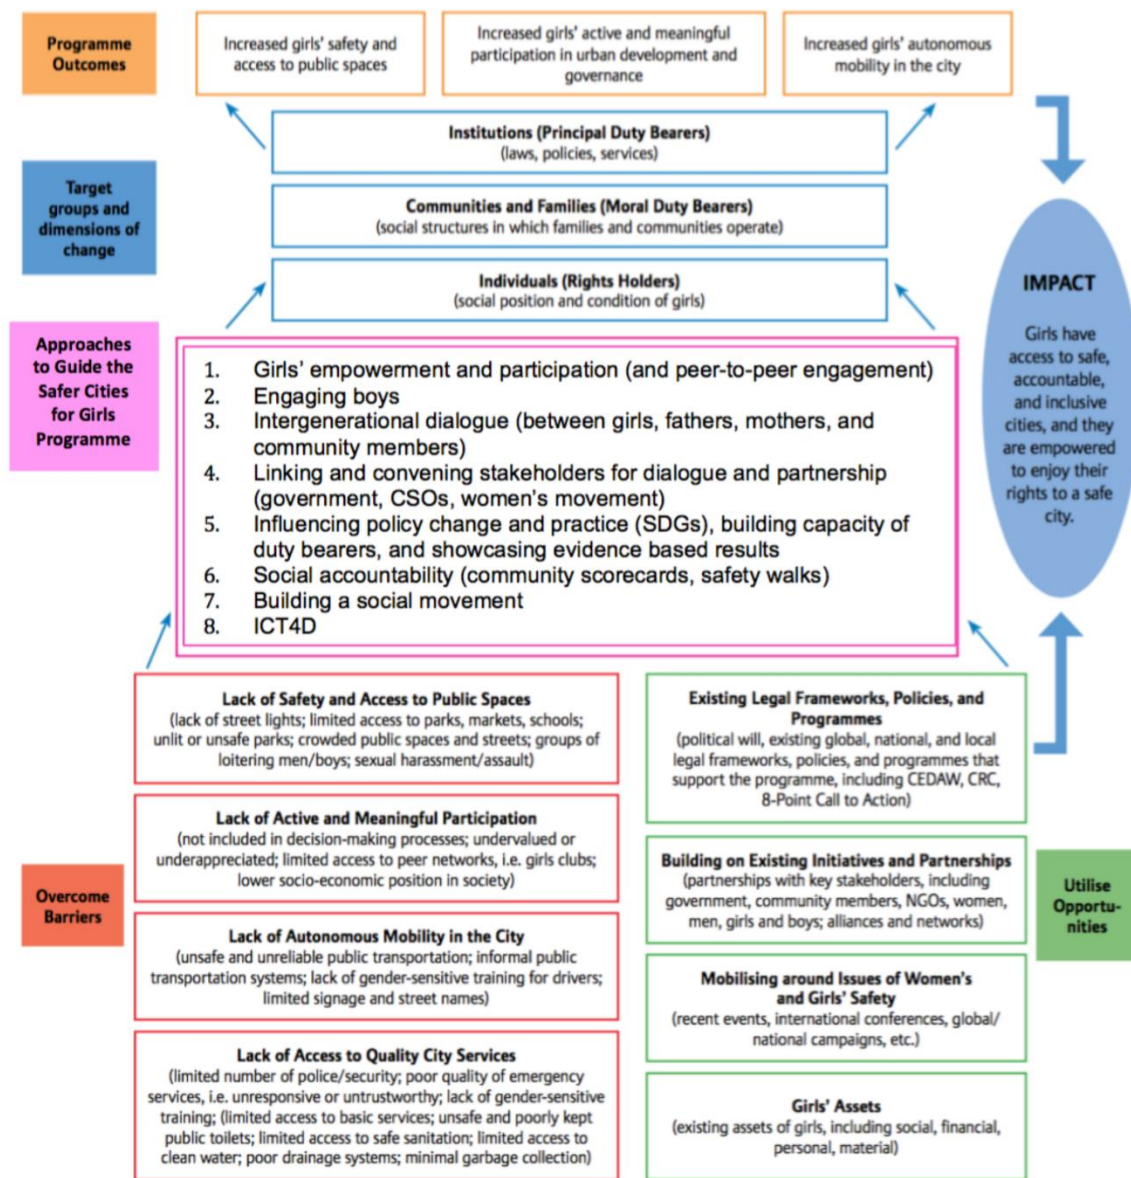 Programme
Outcomes
Increased girls' safety and
access to public spaces
Increased girls' active and meaningful
participation in urban development and
governance
Increased girls' autonomous
mobility in the city
Institutions (Principal Duty Bearers)
(laws, policies, services)
Target
groups and
dimensions of
change
Communities and Families (Moral Duty Bearers)
(social structures in which families and communities operate)
Individuals (Rights Holders)
(social position and condition of girls)
IMPACT
Girls have
access to safe,
accountable,
and inclusive
cities, and they
are empowered
to enjoy their
rights to a safe
city.
Approaches
to Guide the
Safer Cities
for Girls
Programme
1. Girls' empowerment and participation (and peer-to-peer engagement)
2. Engaging boys
3. Intergenerational dialogue (between girls, fathers, mothers, and
community members)
4. Linking and convening stakeholders for dialogue and partnership
(government, CSOs, women's movement)
5. Influencing policy change and practice (SDGs), building capacity of
duty bearers, and showcasing evidence based results
6. Social accountability (community scorecards, safety walks)
7. Building a social movement
8. ICT4D
Overcome
Barriers
Lack of Safety and Access to Public Spaces
(lack of street lights; limited access to parks, markets, schools;
unlit or unsafe parks; crowded public spaces and streets; groups of
loitering men/boys; sexual harassment/assault)
Lack of Active and Meaningful Participation
(not included in decision-making processes; undervalued or
underappreciated; limited access to peer networks, i.e. girls clubs;
lower socio-economic position in society)
Lack of Autonomous Mobility in the City
(unsafe and unreliable public transportation; informal public
transportation systems; lack of gender-sensitive training for drivers;
limited signage and street names)
Lack of Access to Quality City Services
(limited number of police/security; poor quality of emergency
services, i.e. unresponsive or untrustworthy; lack of gender-sensitive
training; (limited access to basic services; unsafe and poorly kept
public toilets; limited access to safe sanitation; limited access to
clean water; poor drainage systems; minimal garbage collection)
Existing Legal Frameworks, Policies, and
Programmes
(political will, existing global, national, and local
legal frameworks, policies, and programmes that
support the programme, including CEDAW, CRC,
8-Point Call to Action)
Building on Existing Initiatives and Partnerships
(partnerships with key stakeholders, including
government, community members, NGOs, women,
men, girls and boys; alliances and networks)
Mobilising around Issues of Women's
and Girls' Safety
(recent events, international conferences, global/
national campaigns, etc.)
Girls' Assets
(existing assets of girls, including social, financial,
personal, material)
Utilise
Opportu-
nities